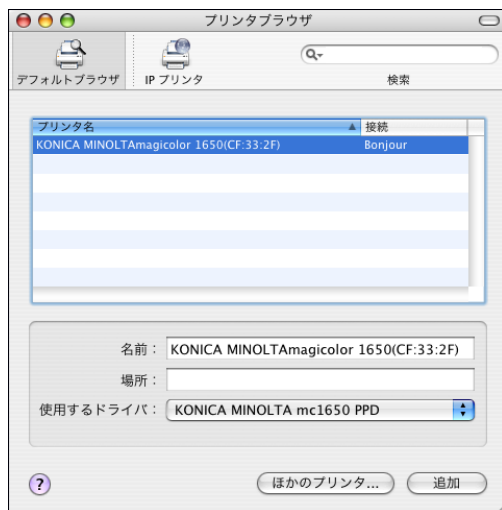 プリンタブラウザ
デフォルトブラウザ
IP プリンタ
検索
プリンタ名
接続
KONICA MINOLTAmagicolor 1650(CF:33:2F)
Bonjour
名前：
KONICA MINOLTAmagicolor 1650(CF:33:2F)
場所：
使用するドライバ：
KONICA MINOLTA mc1650 PPD
?
ほかのプリンタ...
追加